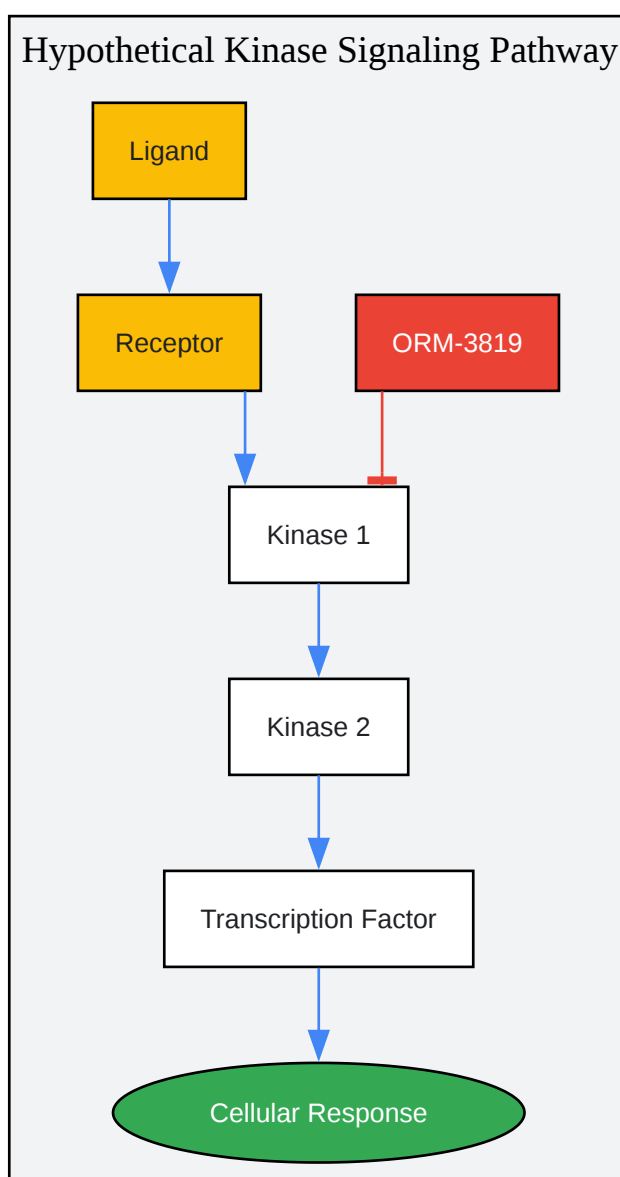 Hypothetical Kinase Signaling Pathway
Ligand
Receptor
ORM-3819
Kinase 1
Kinase 2
Transcription Factor
Cellular Response